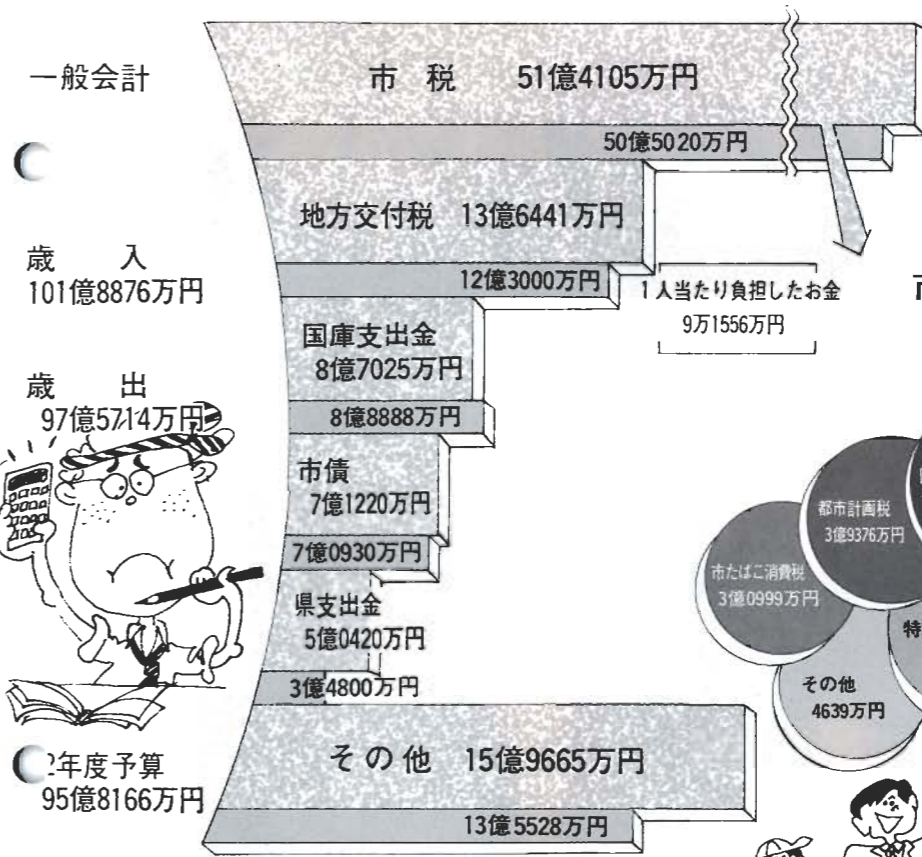 一般会計
歳入
101億8876万円
歳出
97億5714万円
2年度予算
95億8166万円
市税 51億4105万円
50億5020万円
地方交付税 13億6441万円
12億3000万円
1人当たり負担したお金
9万1556万円
国庫支出金
8億7025万円
8億8888万円
市債
7億1220万円
7億0930万円
県支出金
5億0420万円
3億4800万円
その他 15億9665万円
13億5528万円
都市計画税
3億9376万円
市たばこ消費税
3億0999万円
その他
4639万円
特